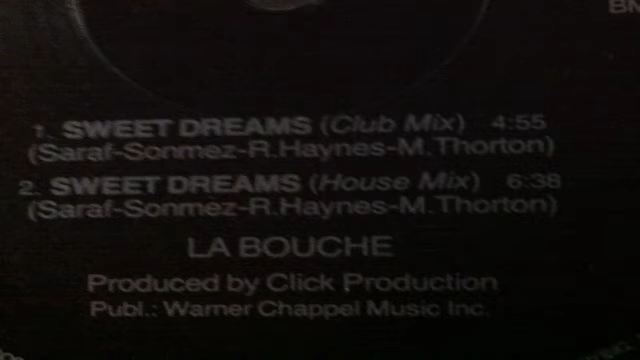 BM
1. SWEET DREAMS (Club Mix) 4:55
(Saraf-Sonmez-R.Haynes-M.Thorton)
2. SWEET DREAMS (House Mix) 6:38
(Saraf-Sonmez-R.Haynes-M.Thorton)
LA BOUCHE
Produced by Click Production
Publ.: Warner Chappel Music Inc.